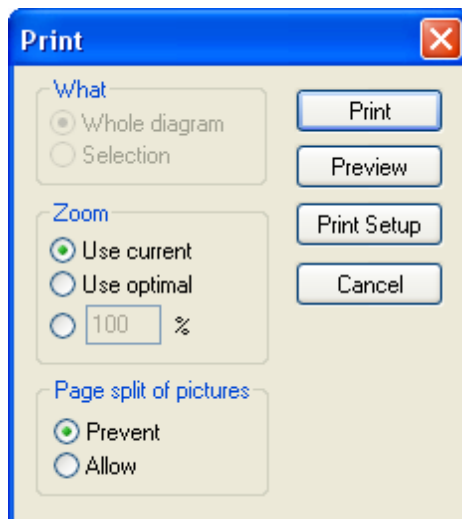 Print
What
Whole diagram
Selection
Zoom
Use current
Use optimal
100 %
Page split of pictures
Prevent
Allow
Print
Preview
Print Setup
Cancel